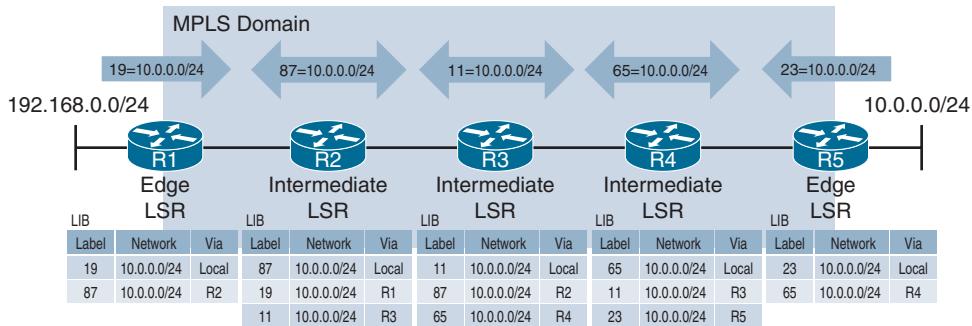 MPLS Domain
19=10.0.0.0/24 87=10.0.0.0/24 11=10.0.0.0/24 65=10.0.0.0/24 23=10.0.0.0/24
192.168.0.0/24 10.0.0.0/24
R1 R2 R3 R4 R5
Edge Intermediate Intermediate Intermediate Edge
LSR LSR LSR LSR LSR
LIB LIB LIB LIB LIB
Label Network Via Label Network Via Label Network Via Label Network Via Label Network Via
19 10.0.0.0/24 Local 87 10.0.0.0/24 Local 11 10.0.0.0/24 Local 65 10.0.0.0/24 Local 23 10.0.0.0/24 Local
87 10.0.0.0/24 R2 19 10.0.0.0/24 R1 87 10.0.0.0/24 R2 11 10.0.0.0/24 R3 65 10.0.0.0/24 R4
11 10.0.0.0/24 R3 65 10.0.0.0/24 R4 23 10.0.0.0/24 R5